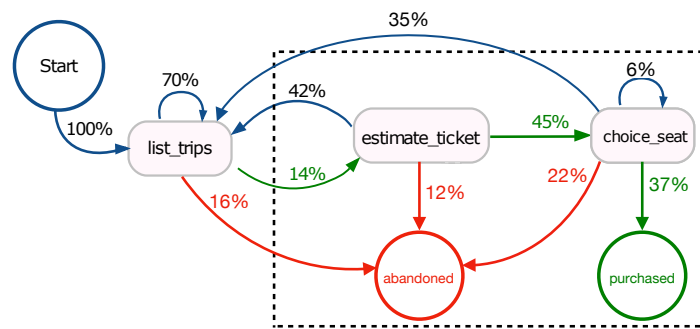 35%
Start
70%
6%
42%
100%
list_trips
estimate_ticket
45%
choice_seat
14%
16%
12%
22%
37%
abandoned
purchased